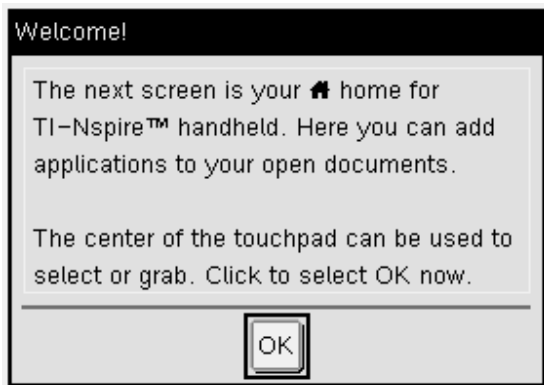 Welcome!
The next screen is your home for
TI-Nspire™ handheld. Here you can add
applications to your open documents.
The center of the touchpad can be used to
select or grab. Click to select OK now.
OK